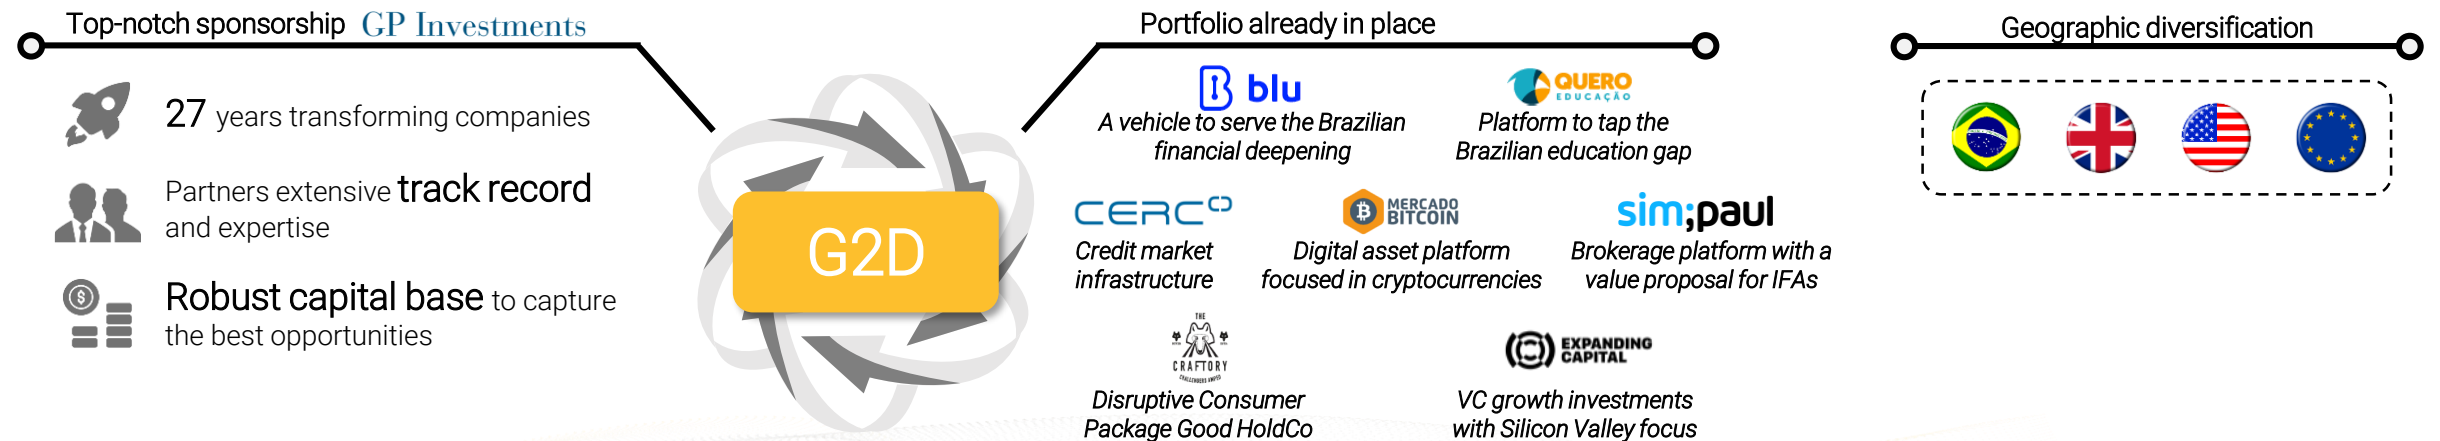 Top-notch sponsorship GP Investments
27 years transforming companies
Partners extensive track record
and expertise
Robust capital base to capture
the best opportunities
G2D
Portfolio already in place
blu
A vehicle to serve the Brazilian
financial deepening
QUERO
EDUCAÇÃO
Platform to tap the
Brazilian education gap
CERC
Credit market
infrastructure
MERCADO
BITCOIN
Digital asset platform
focused in cryptocurrencies
sim;paul
Brokerage platform with a
value proposal for IFAs
THE
CRAFTORY
Disruptive Consumer
Package Good HoldCo
EXPANDING
CAPITAL
VC growth investments
with Silicon Valley focus
Geographic diversification